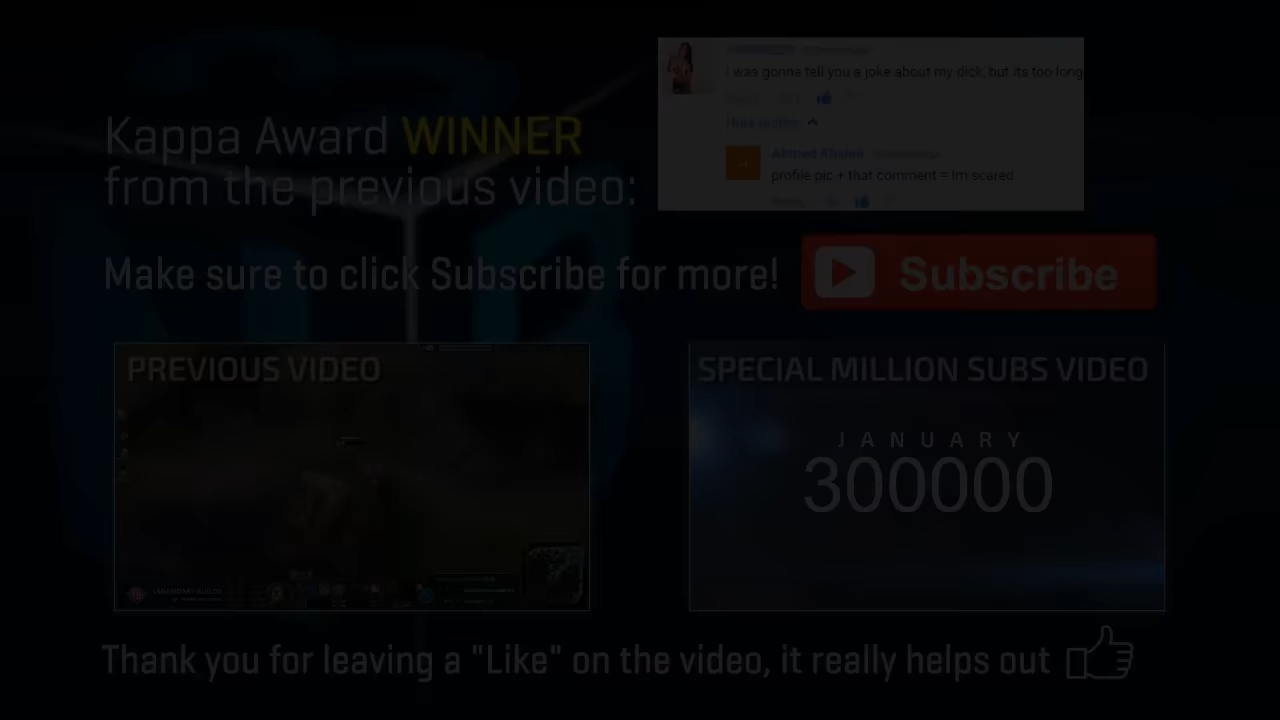 i was gonna tell you a joke about my dick, but its too long
Kappa Award WINNER
from the previous video:
Ahmed Khaled
profile pic + that comment = Im scared
Make sure to click Subscribe for more!
Subscribe
PREVIOUS VIDEO
SPECIAL MILLION SUBS VIDEO
JANUARY
300000
Thank you for leaving a "Like" on the video, it really helps out